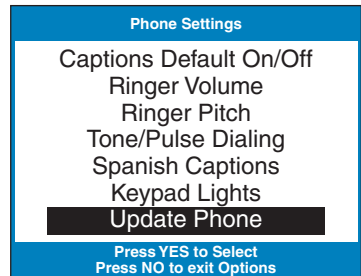 Phone Settings
Captions Default On/Off
Ringer Volume
Ringer Pitch
Tone/Pulse Dialing
Spanish Captions
Keypad Lights
Update Phone
Press YES to Select
Press NO to exit Options